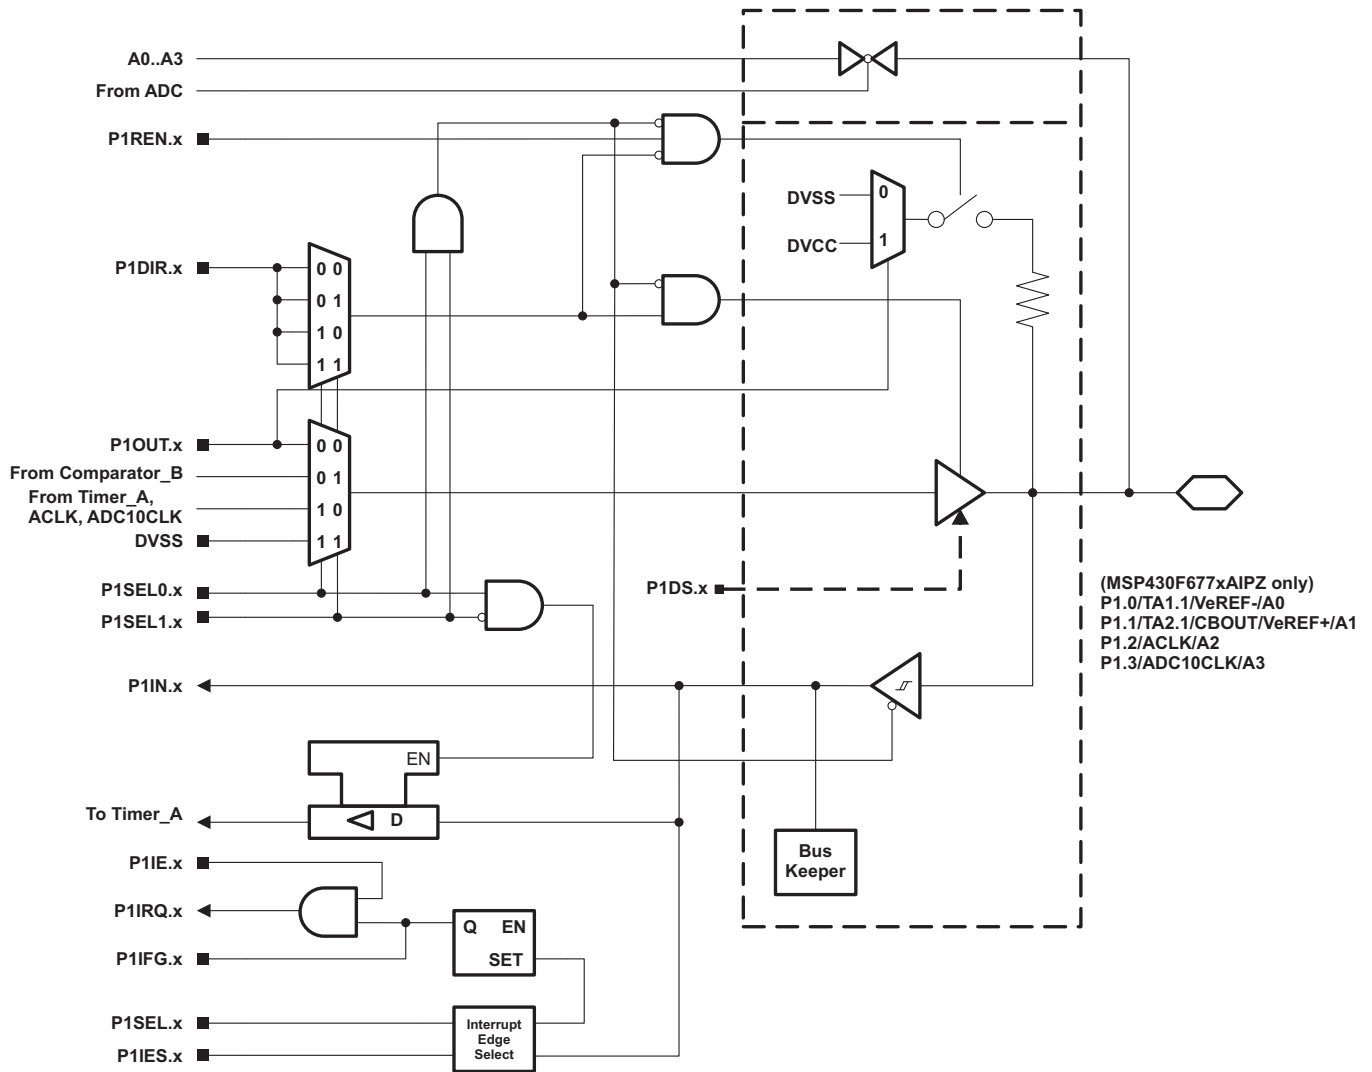 A0..A3
From ADC
P1REN.x
DVSS
0
DVCC
1
P1DIR.x
0 0
0 1
1 0
1 1
P1OUT.x
0 0
From Comparator_B
0 1
From Timer_A,
ACLK, ADC10CLK
1 0
DVSS
1 1
P1SEL0.x
P1DS.x
P1SEL1.x
(MSP430F677xAIPZ only)
P1.0/TA1.1/VeREF-/A0
P1.1/TA2.1/CBOUT/VeREF+/A1
P1.2/ACLK/A2
P1.3/ADC10CLK/A3
P1IN.x
EN
To Timer_A
D
Bus
Keeper
P1IE.x
P1IRQ.x
Q EN
SET
P1IFG.x
P1SEL.x
P1IES.x
Interrupt
Edge
Select